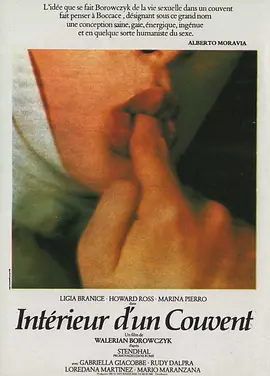 L'idée que se fait Borowczyk de la vie sexuelle dans un couvent
fait penser à Boccace, désignant sous ce grand nom
une conception saine, gaie, énergique, ingénue
et en quelque sorte humaniste du sexe.
ALBERTO MORAVIA
LIGIA BRANICE · HOWARD ROSS · MARINA PIERRO
dans
Intérieur d'un Couvent
Un film de
WALERIAN BOROWCZYK
d'après
STENDHAL
PROMENADES DANS ROME
avec GABRIELLA GIACOBBE · RUDY DALPRA
LOREDANA MARTINEZ · MARIO MARANZANA